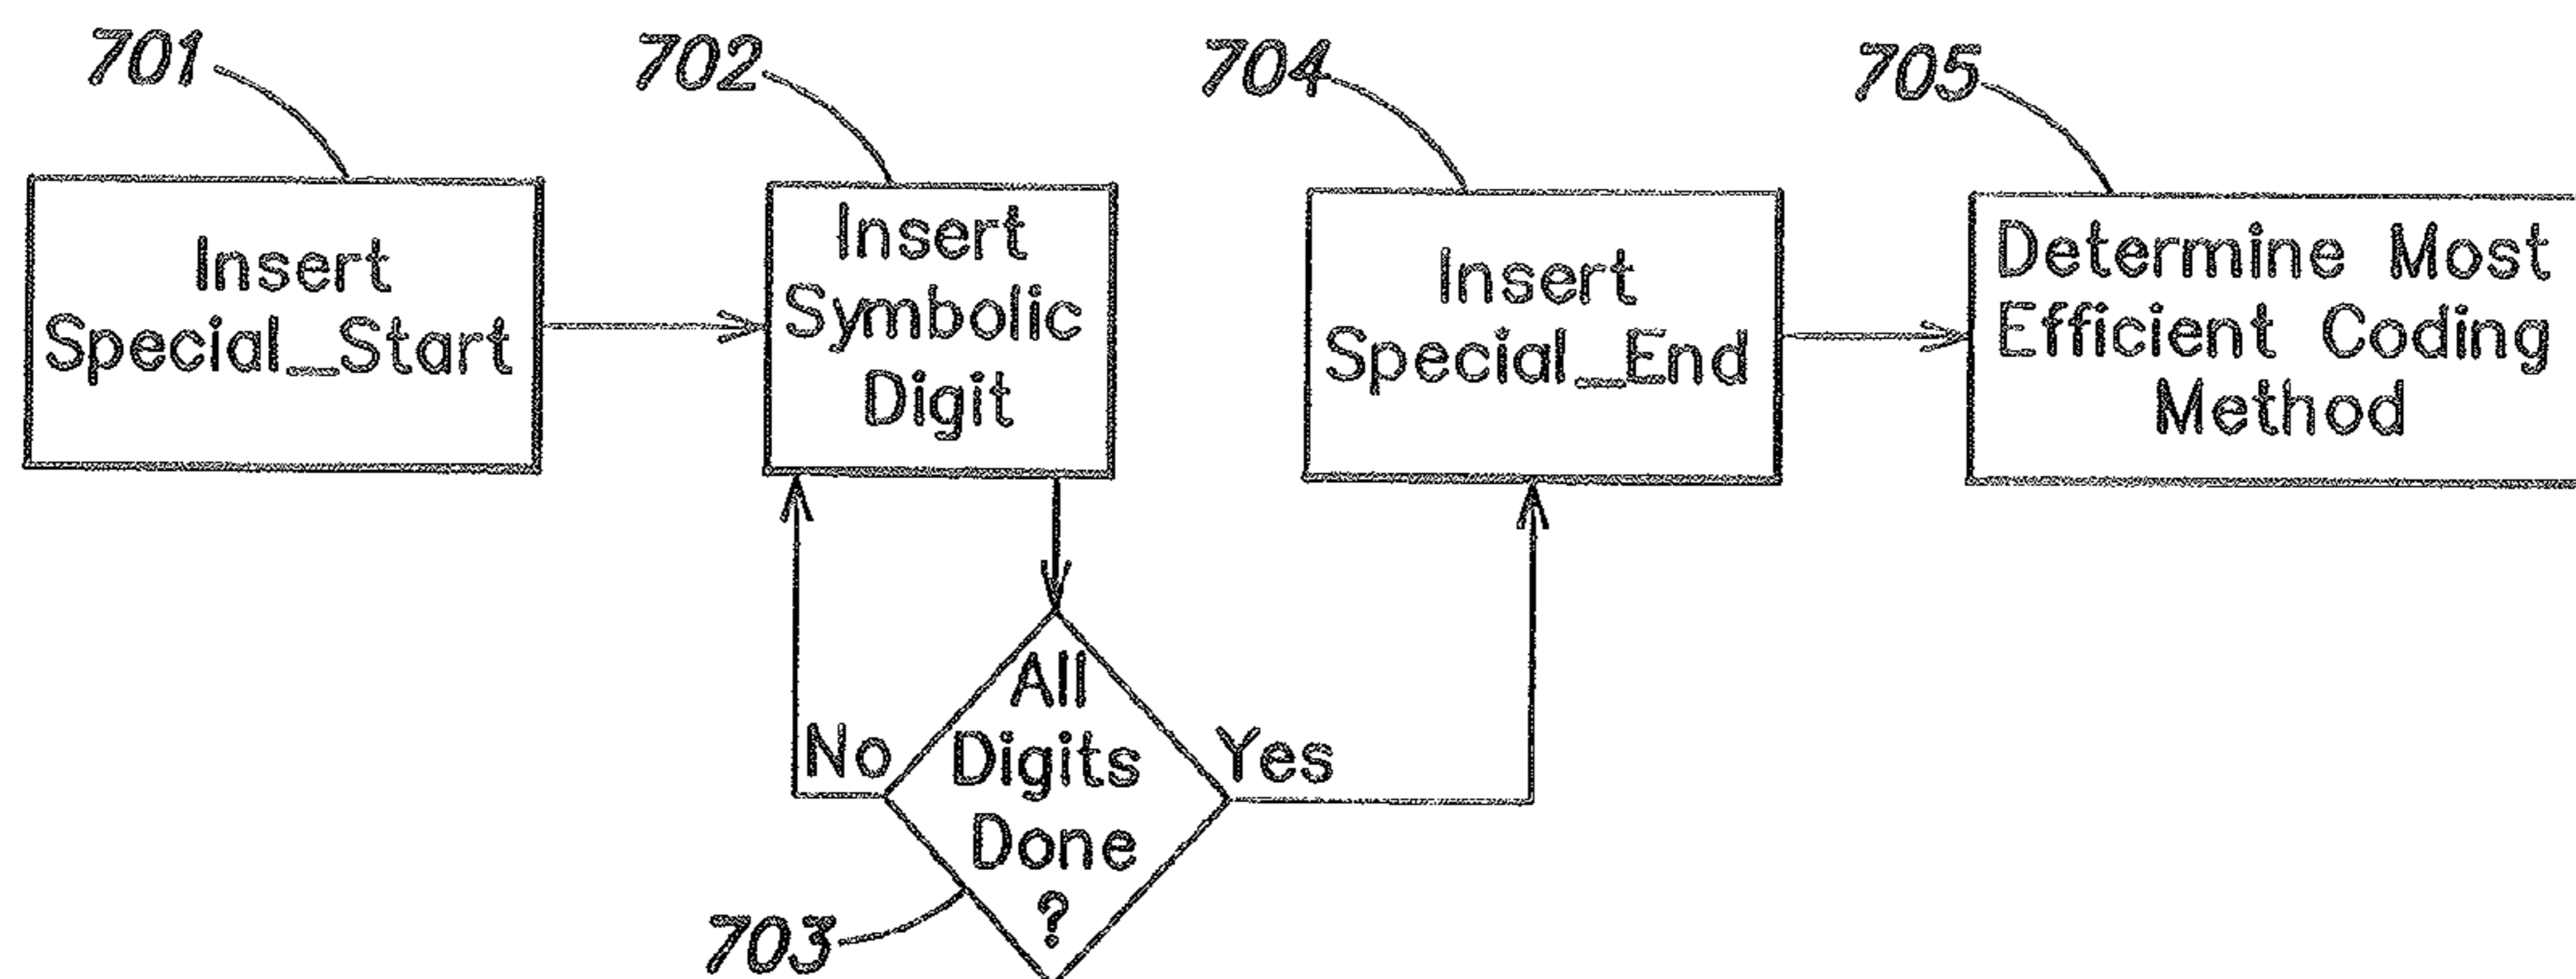 701
702
704
705
Insert
Special_Start
Insert
Symbolic
Digit
Insert
Special_End
Determine Most
Efficient Coding
Method
No
All
Digits
Done
?
Yes
703